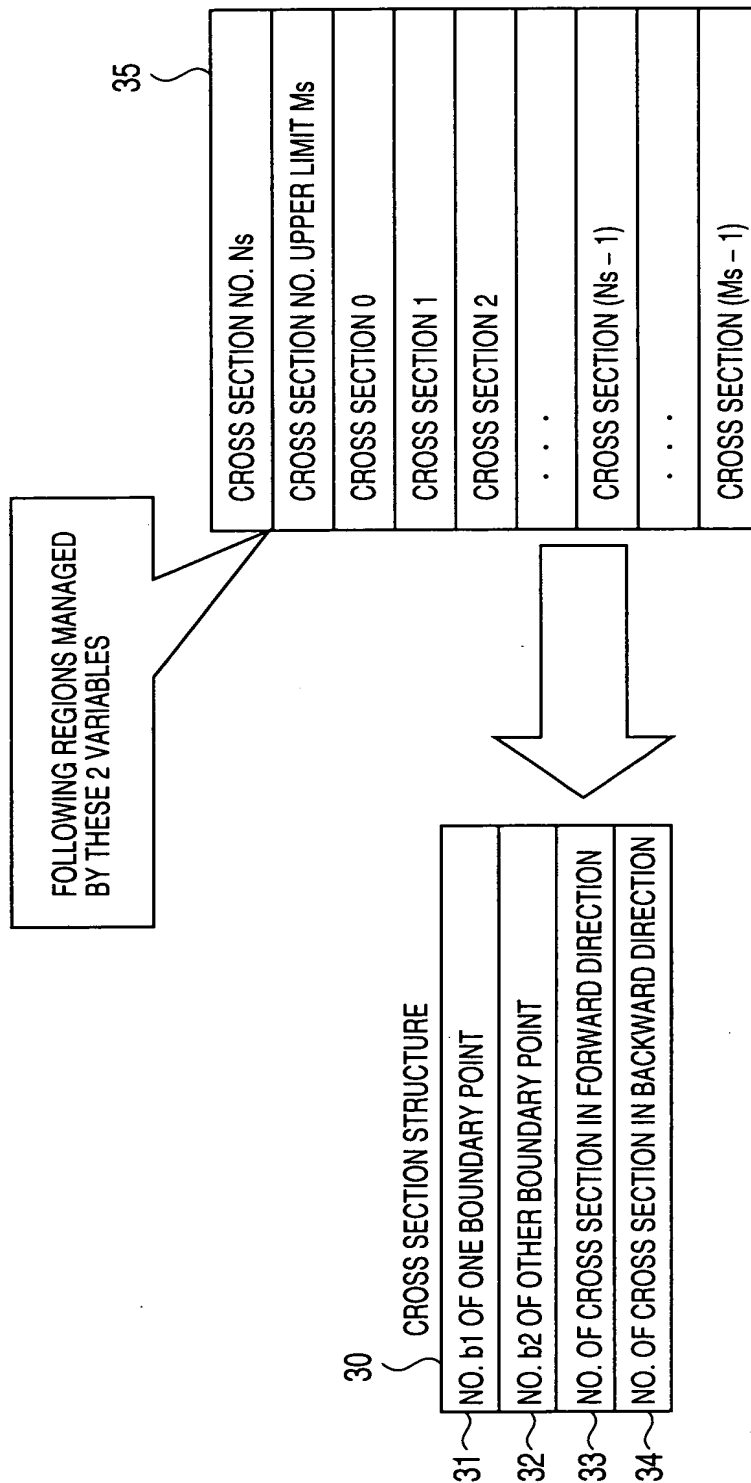 FOLLOWING REGIONS MANAGED
BY THESE 2 VARIABLES
35
CROSS SECTION NO. Ns
CROSS SECTION NO. UPPER LIMIT Ms
CROSS SECTION 0
CROSS SECTION 1
CROSS SECTION 2
. . .
CROSS SECTION (Ns – 1)
. . .
CROSS SECTION (Ms – 1)
CROSS SECTION STRUCTURE
30
31 NO. b1 OF ONE BOUNDARY POINT
32 NO. b2 OF OTHER BOUNDARY POINT
33 NO. OF CROSS SECTION IN FORWARD DIRECTION
34 NO. OF CROSS SECTION IN BACKWARD DIRECTION